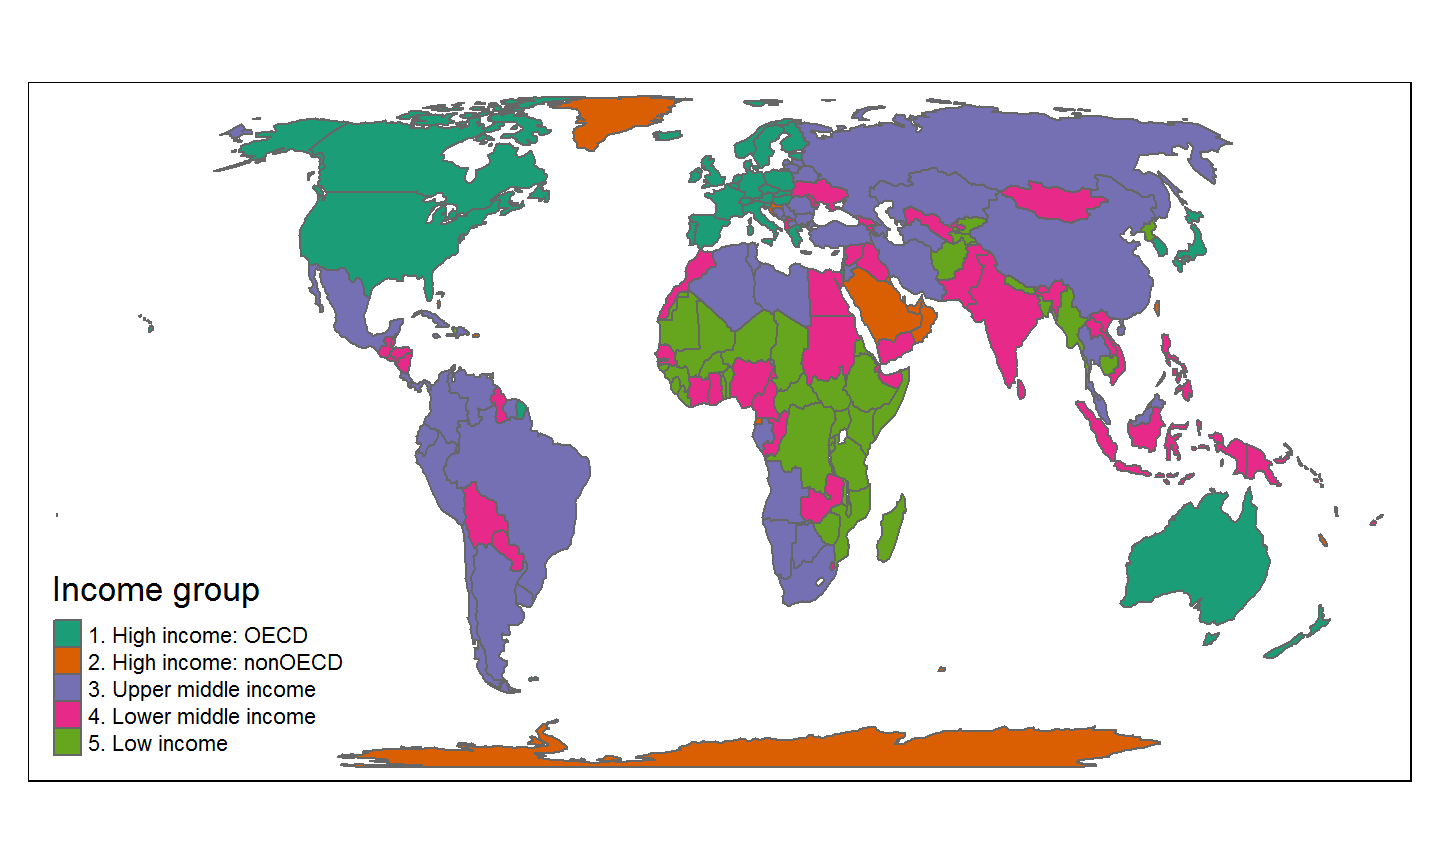 Income group
1. High income: OECD
2. High income: nonOECD
3. Upper middle income
4. Lower middle income
5. Low income